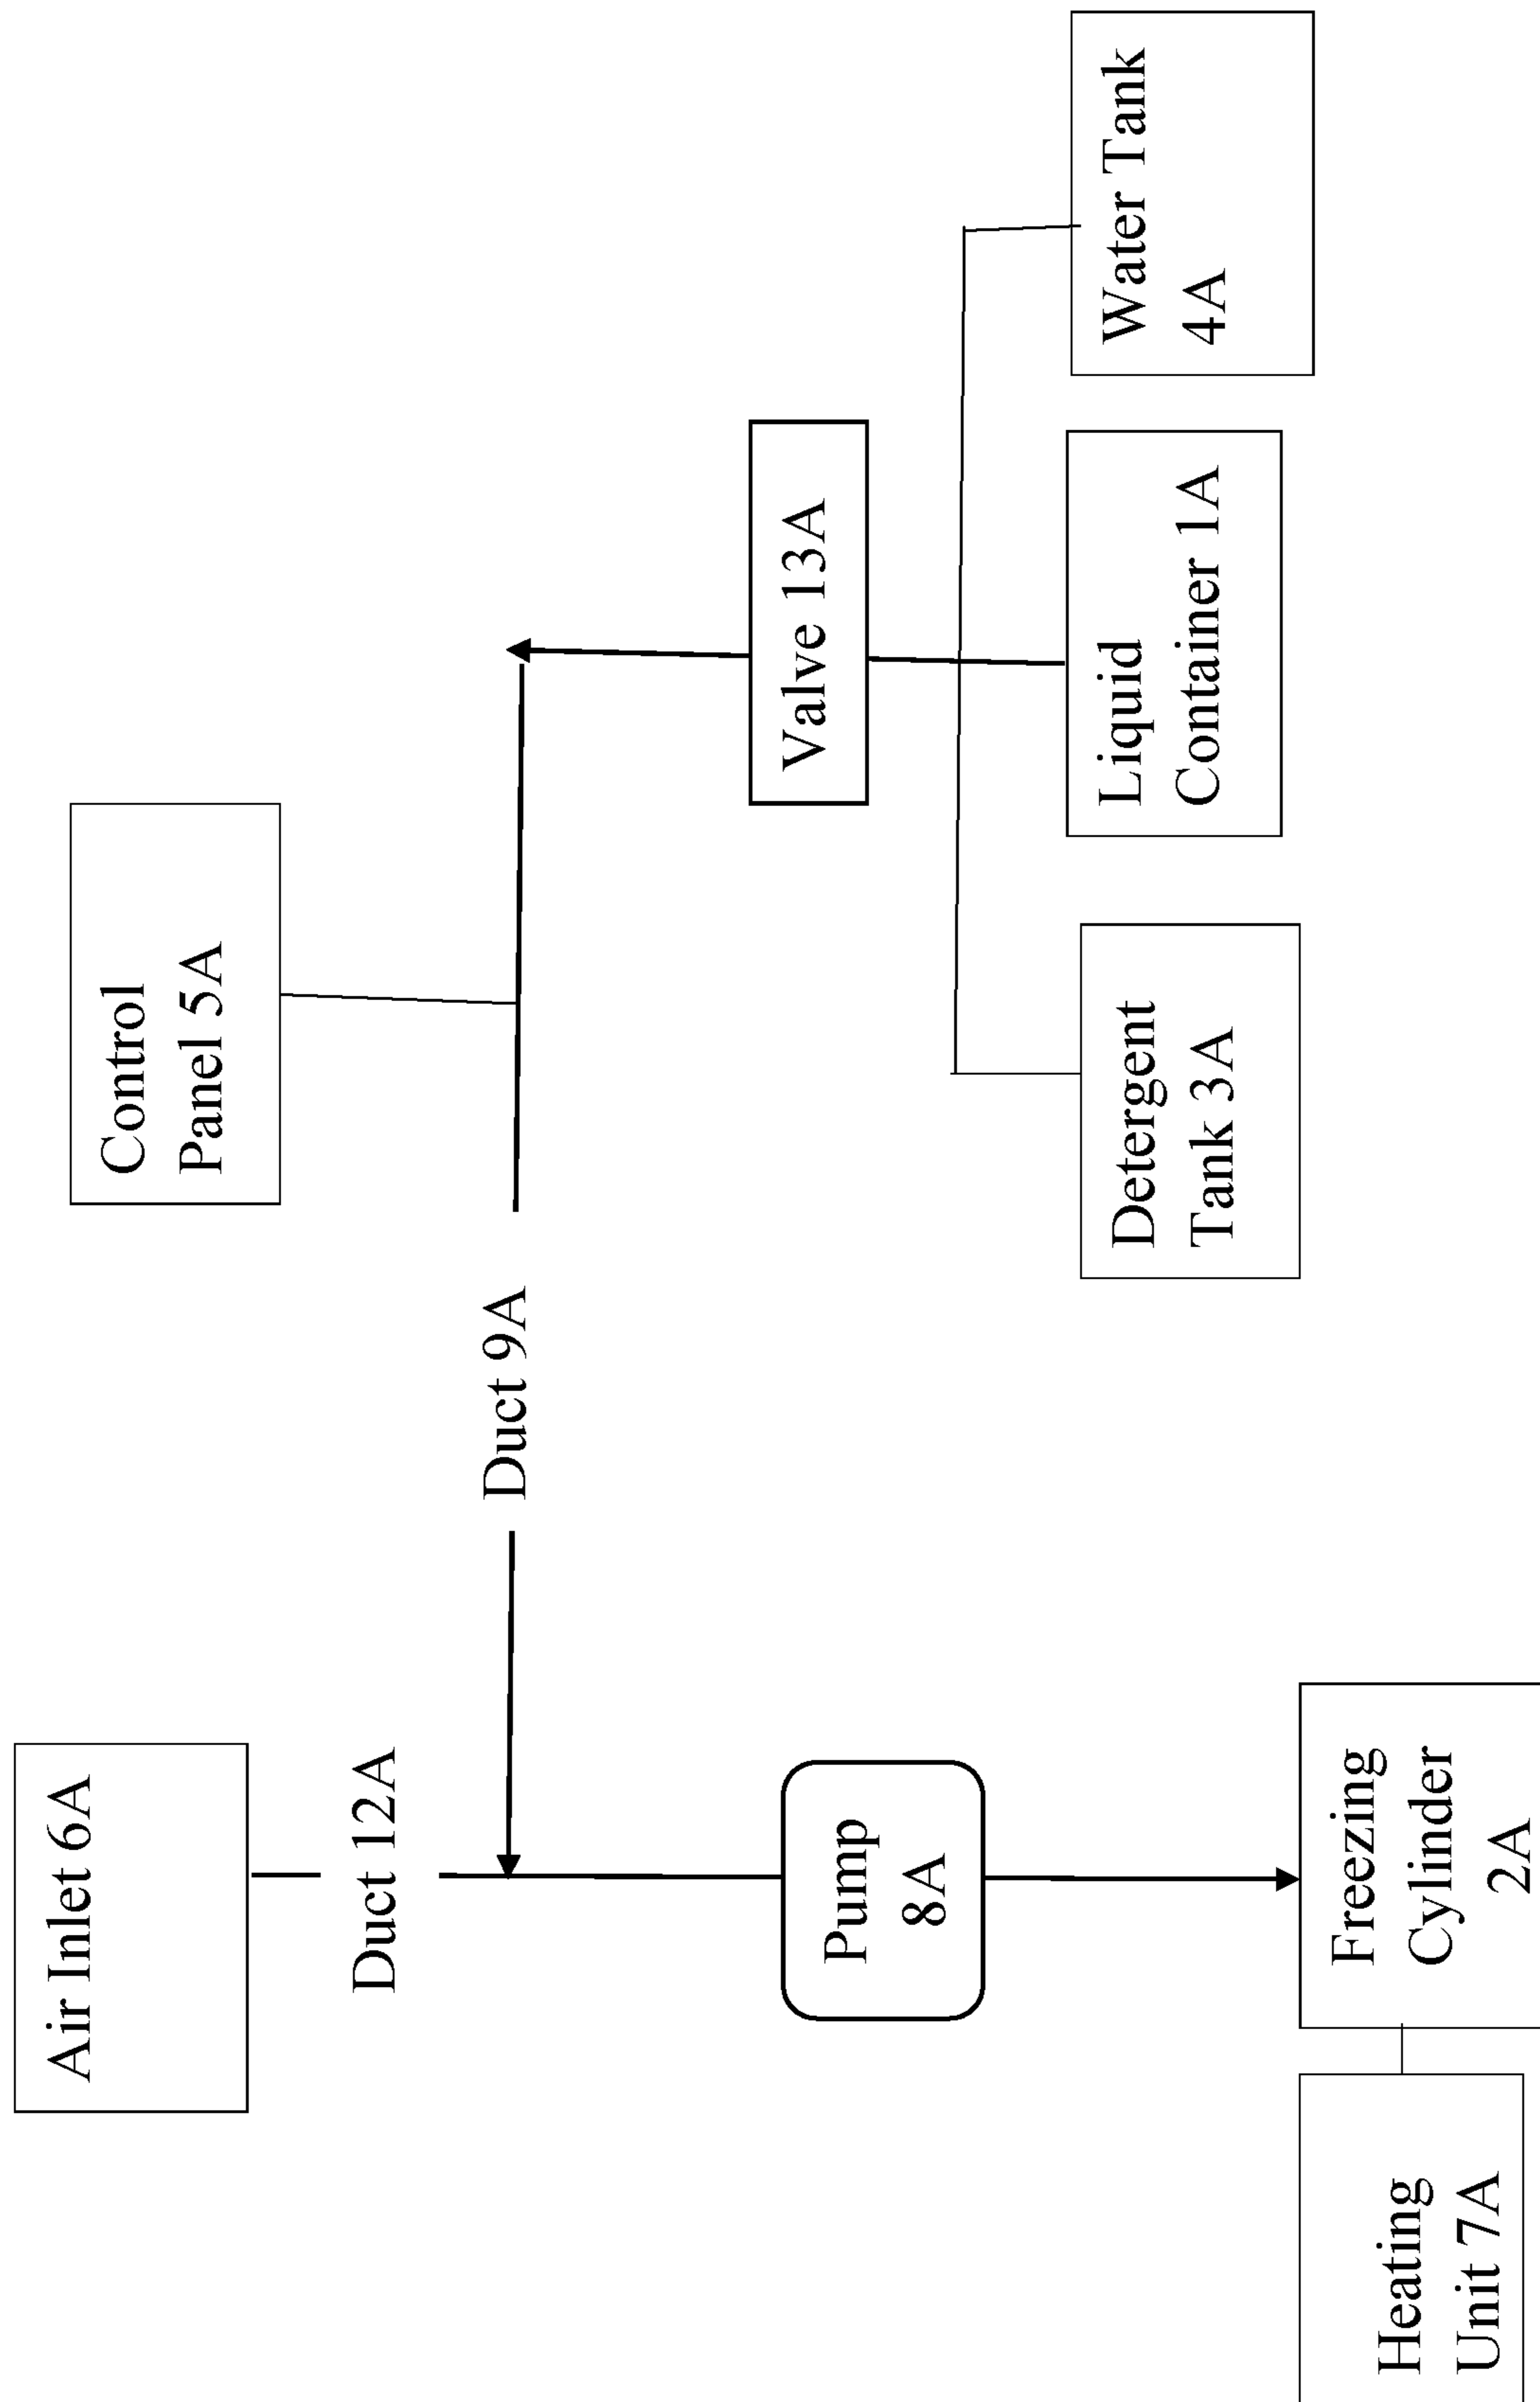 Air Inlet 6A
Control
Panel 5A
Duct 12A
Duct 9A
Pump
8A
Valve 13A
Detergent
Tank 3A
Liquid
Container 1A
Water Tank
4A
Heating
Unit 7A
Freezing
Cylinder
2A